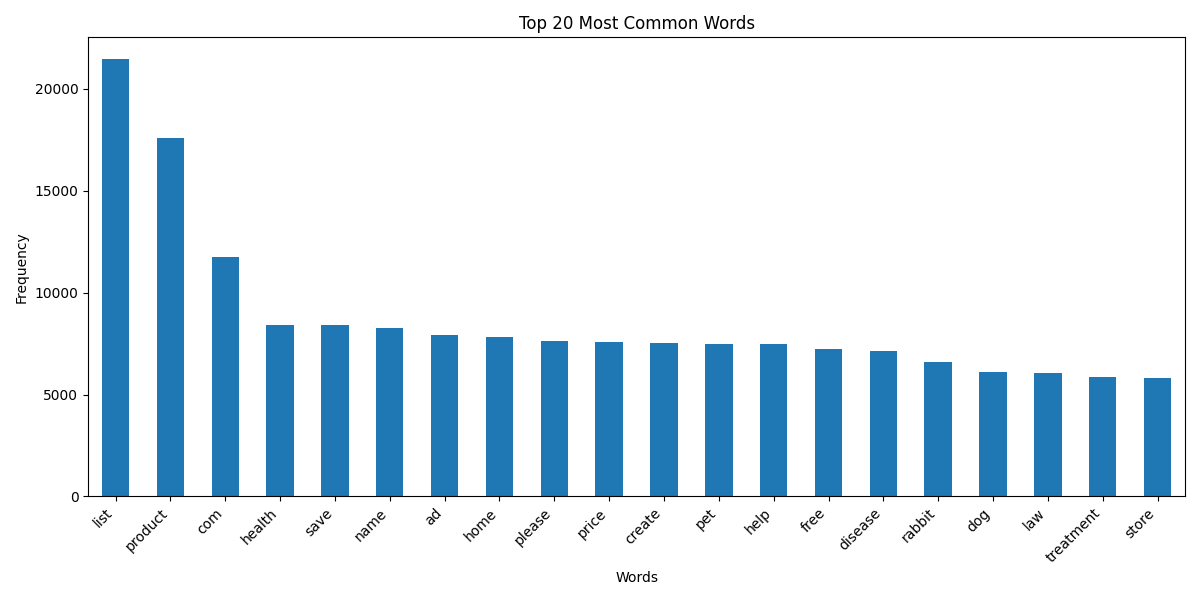 Top 20 Most Common Words
Frequency
20000
15000
10000
5000
0
list
product
com
health
save
name
ad
home
please
price
create
pet
help
free
disease
rabbit
dog
law
treatment
store
Words